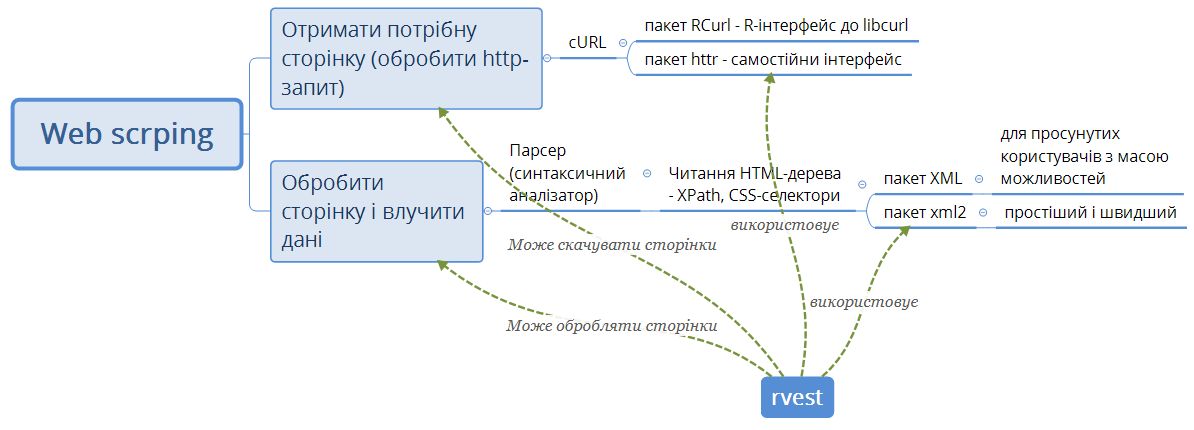 Web scrping
Отримати потрібну
сторінку (обробити http-
запит)
cURL
пакет RCurl - R-інтерфейс до libcurl
пакет httr - самостійни інтерфейс
Обробити
сторінку і влучити
дані
Парсер
(синтаксичний
аналізатор)
Читання HTML-дерева
- XPath, CSS-селектори
пакет XML
для просунутих
користувачів з масою
можливостей
пакет xml2
простіший і швидший
використовує
Може скачувати сторінки
використовує
Може обробляти сторінки
rvest